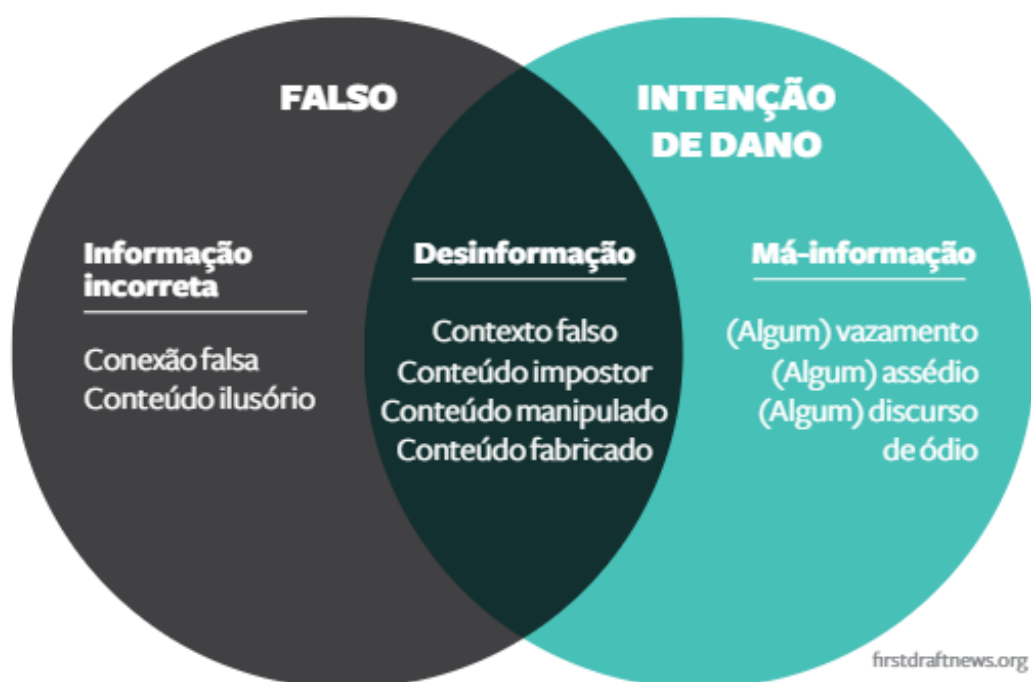 FALSO
INTENÇÃO
DE DANO
Informação
incorreta
Conexão falsa
Conteúdo ilusório
Desinformação
Contexto falso
Conteúdo impostor
Conteúdo manipulado
Conteúdo fabricado
Má-informação
(Algum) vazamento
(Algum) assédio
(Algum) discurso
de ódio
firstdraftnews.org